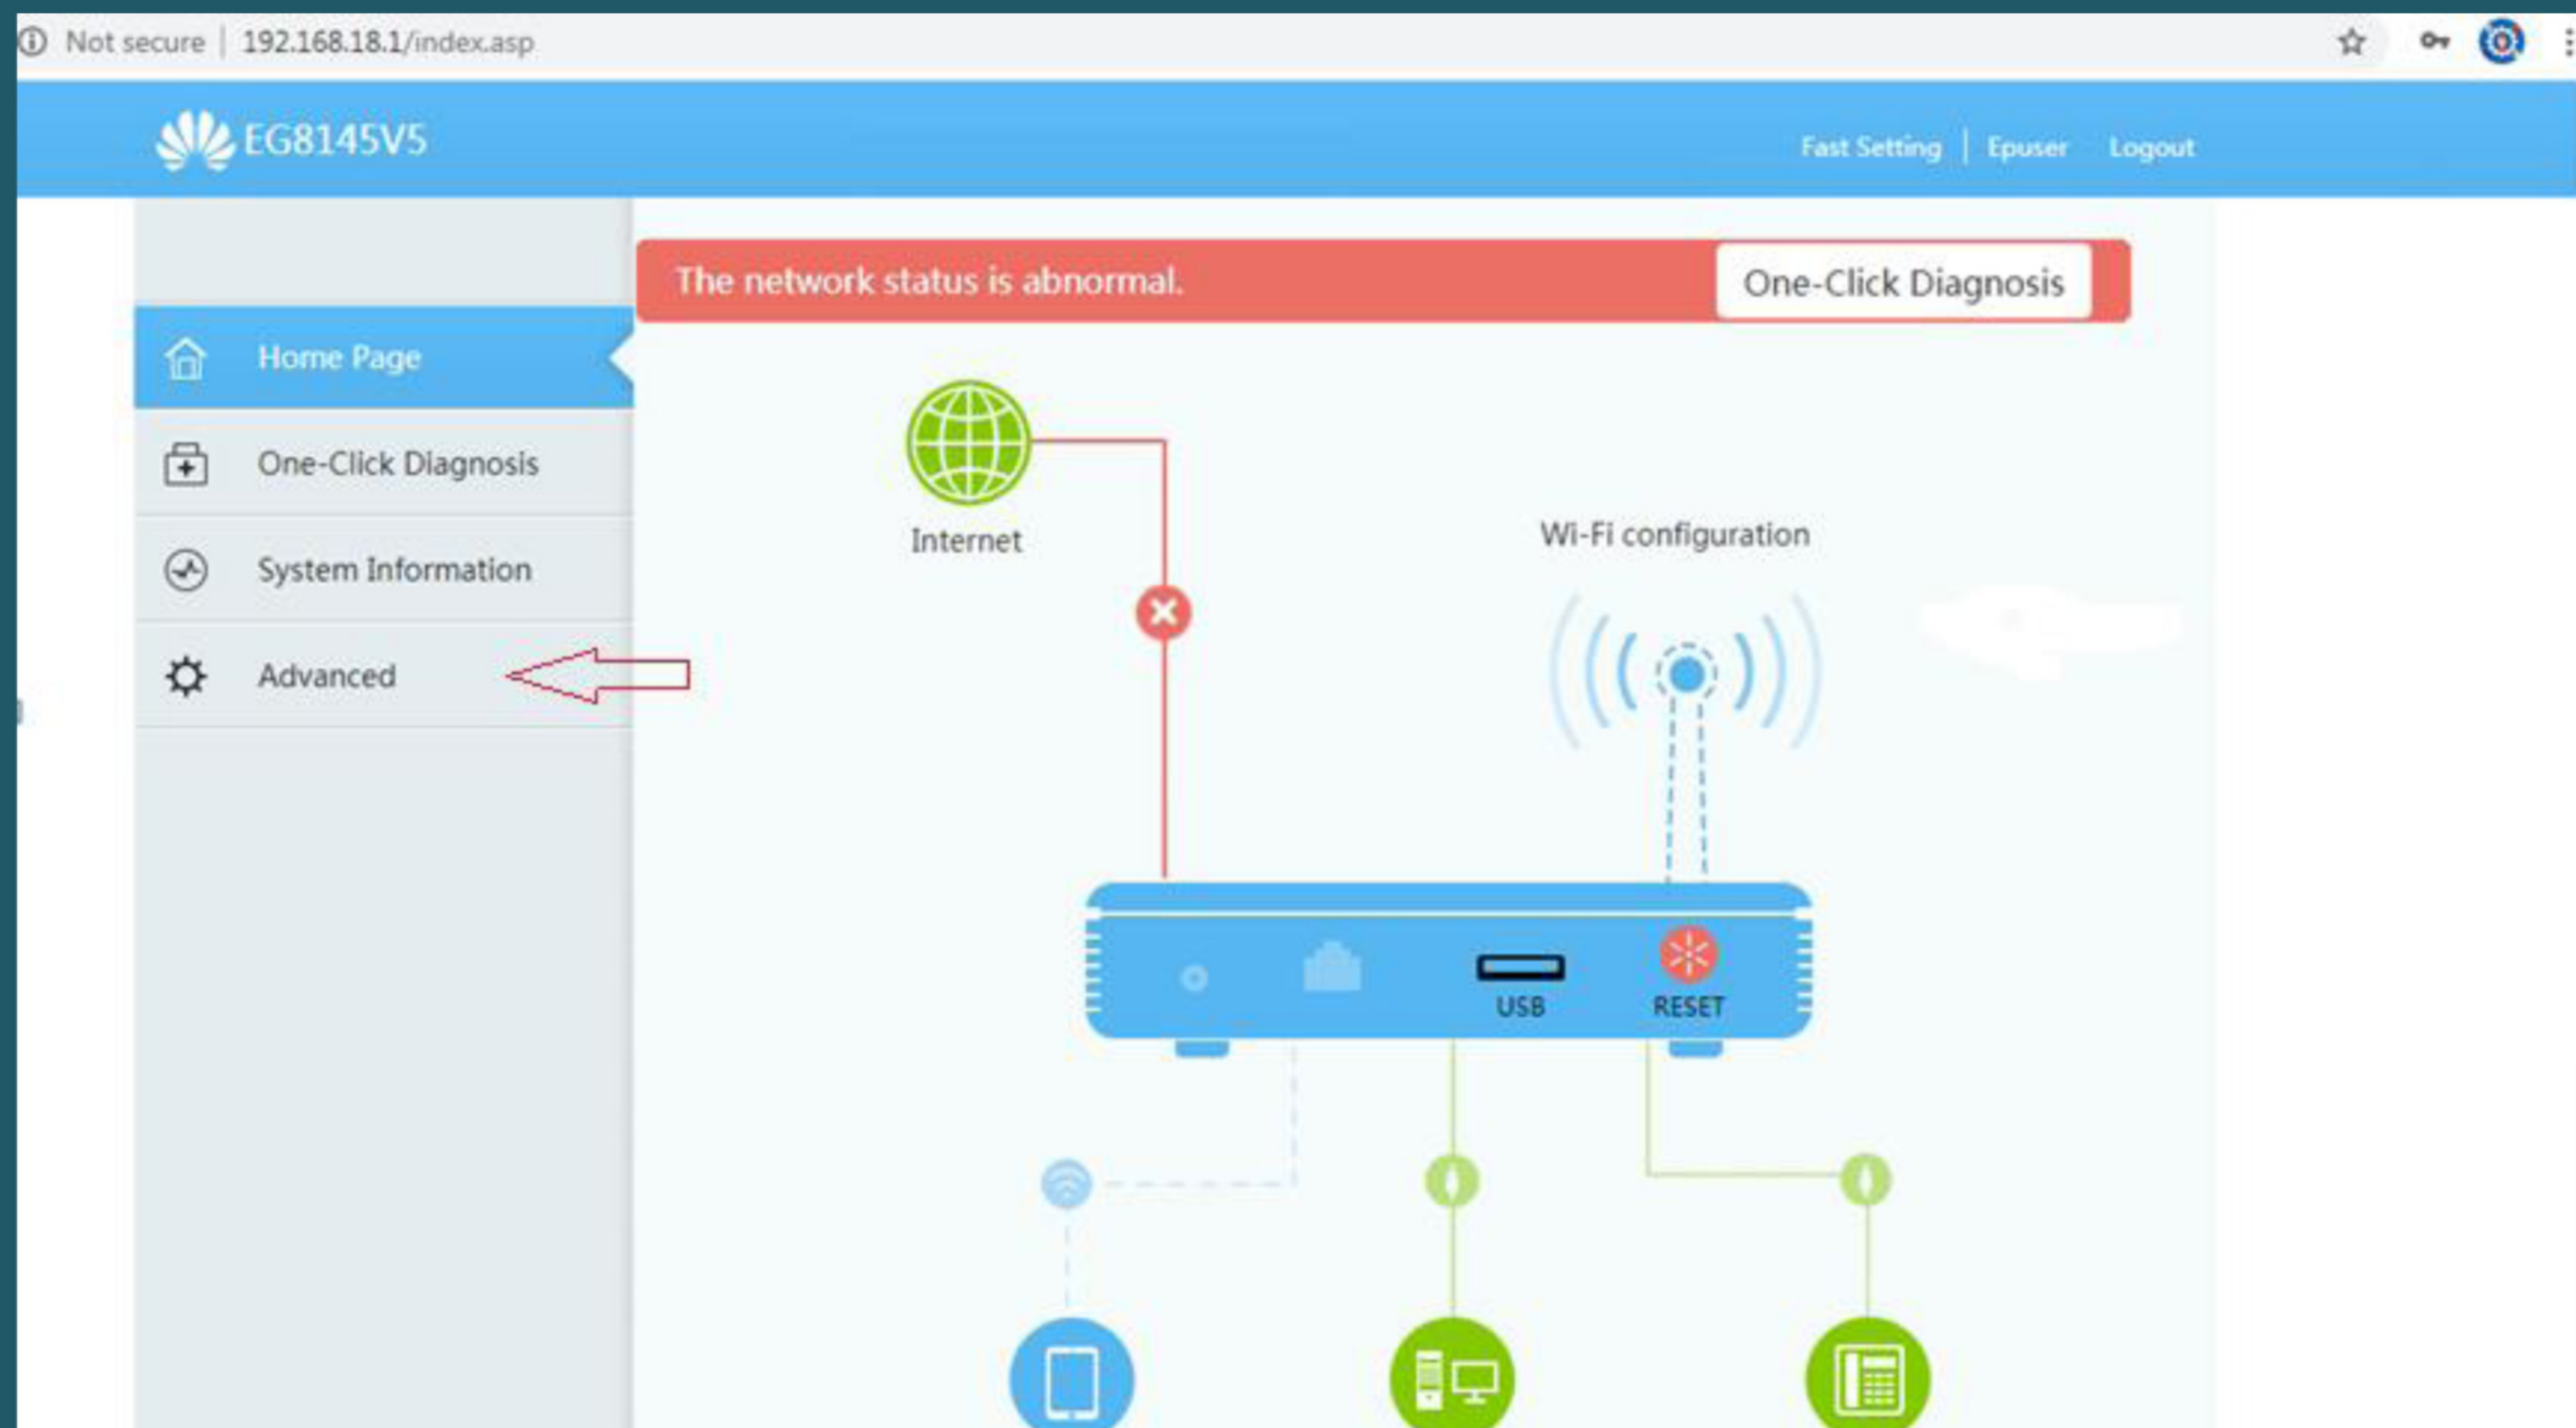 Not secure | 192.168.18.1/index.asp
EG8145V5
Fast Setting | Epuser Logout
The network status is abnormal.
One-Click Diagnosis
Home Page
One-Click Diagnosis
System Information
Advanced
Internet
Wi-Fi configuration
USB
RESET